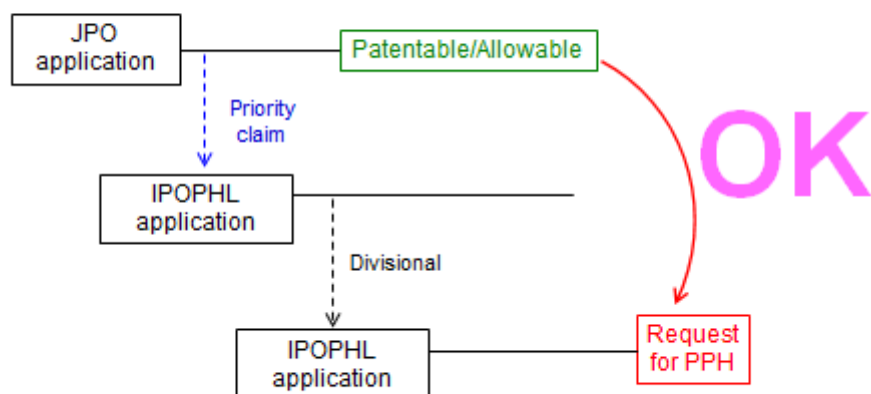 JPO
application
Patentable/Allowable
Priority
claim
OK
IPOPHL
application
Divisional
IPOPHL
application
Request
for PPH